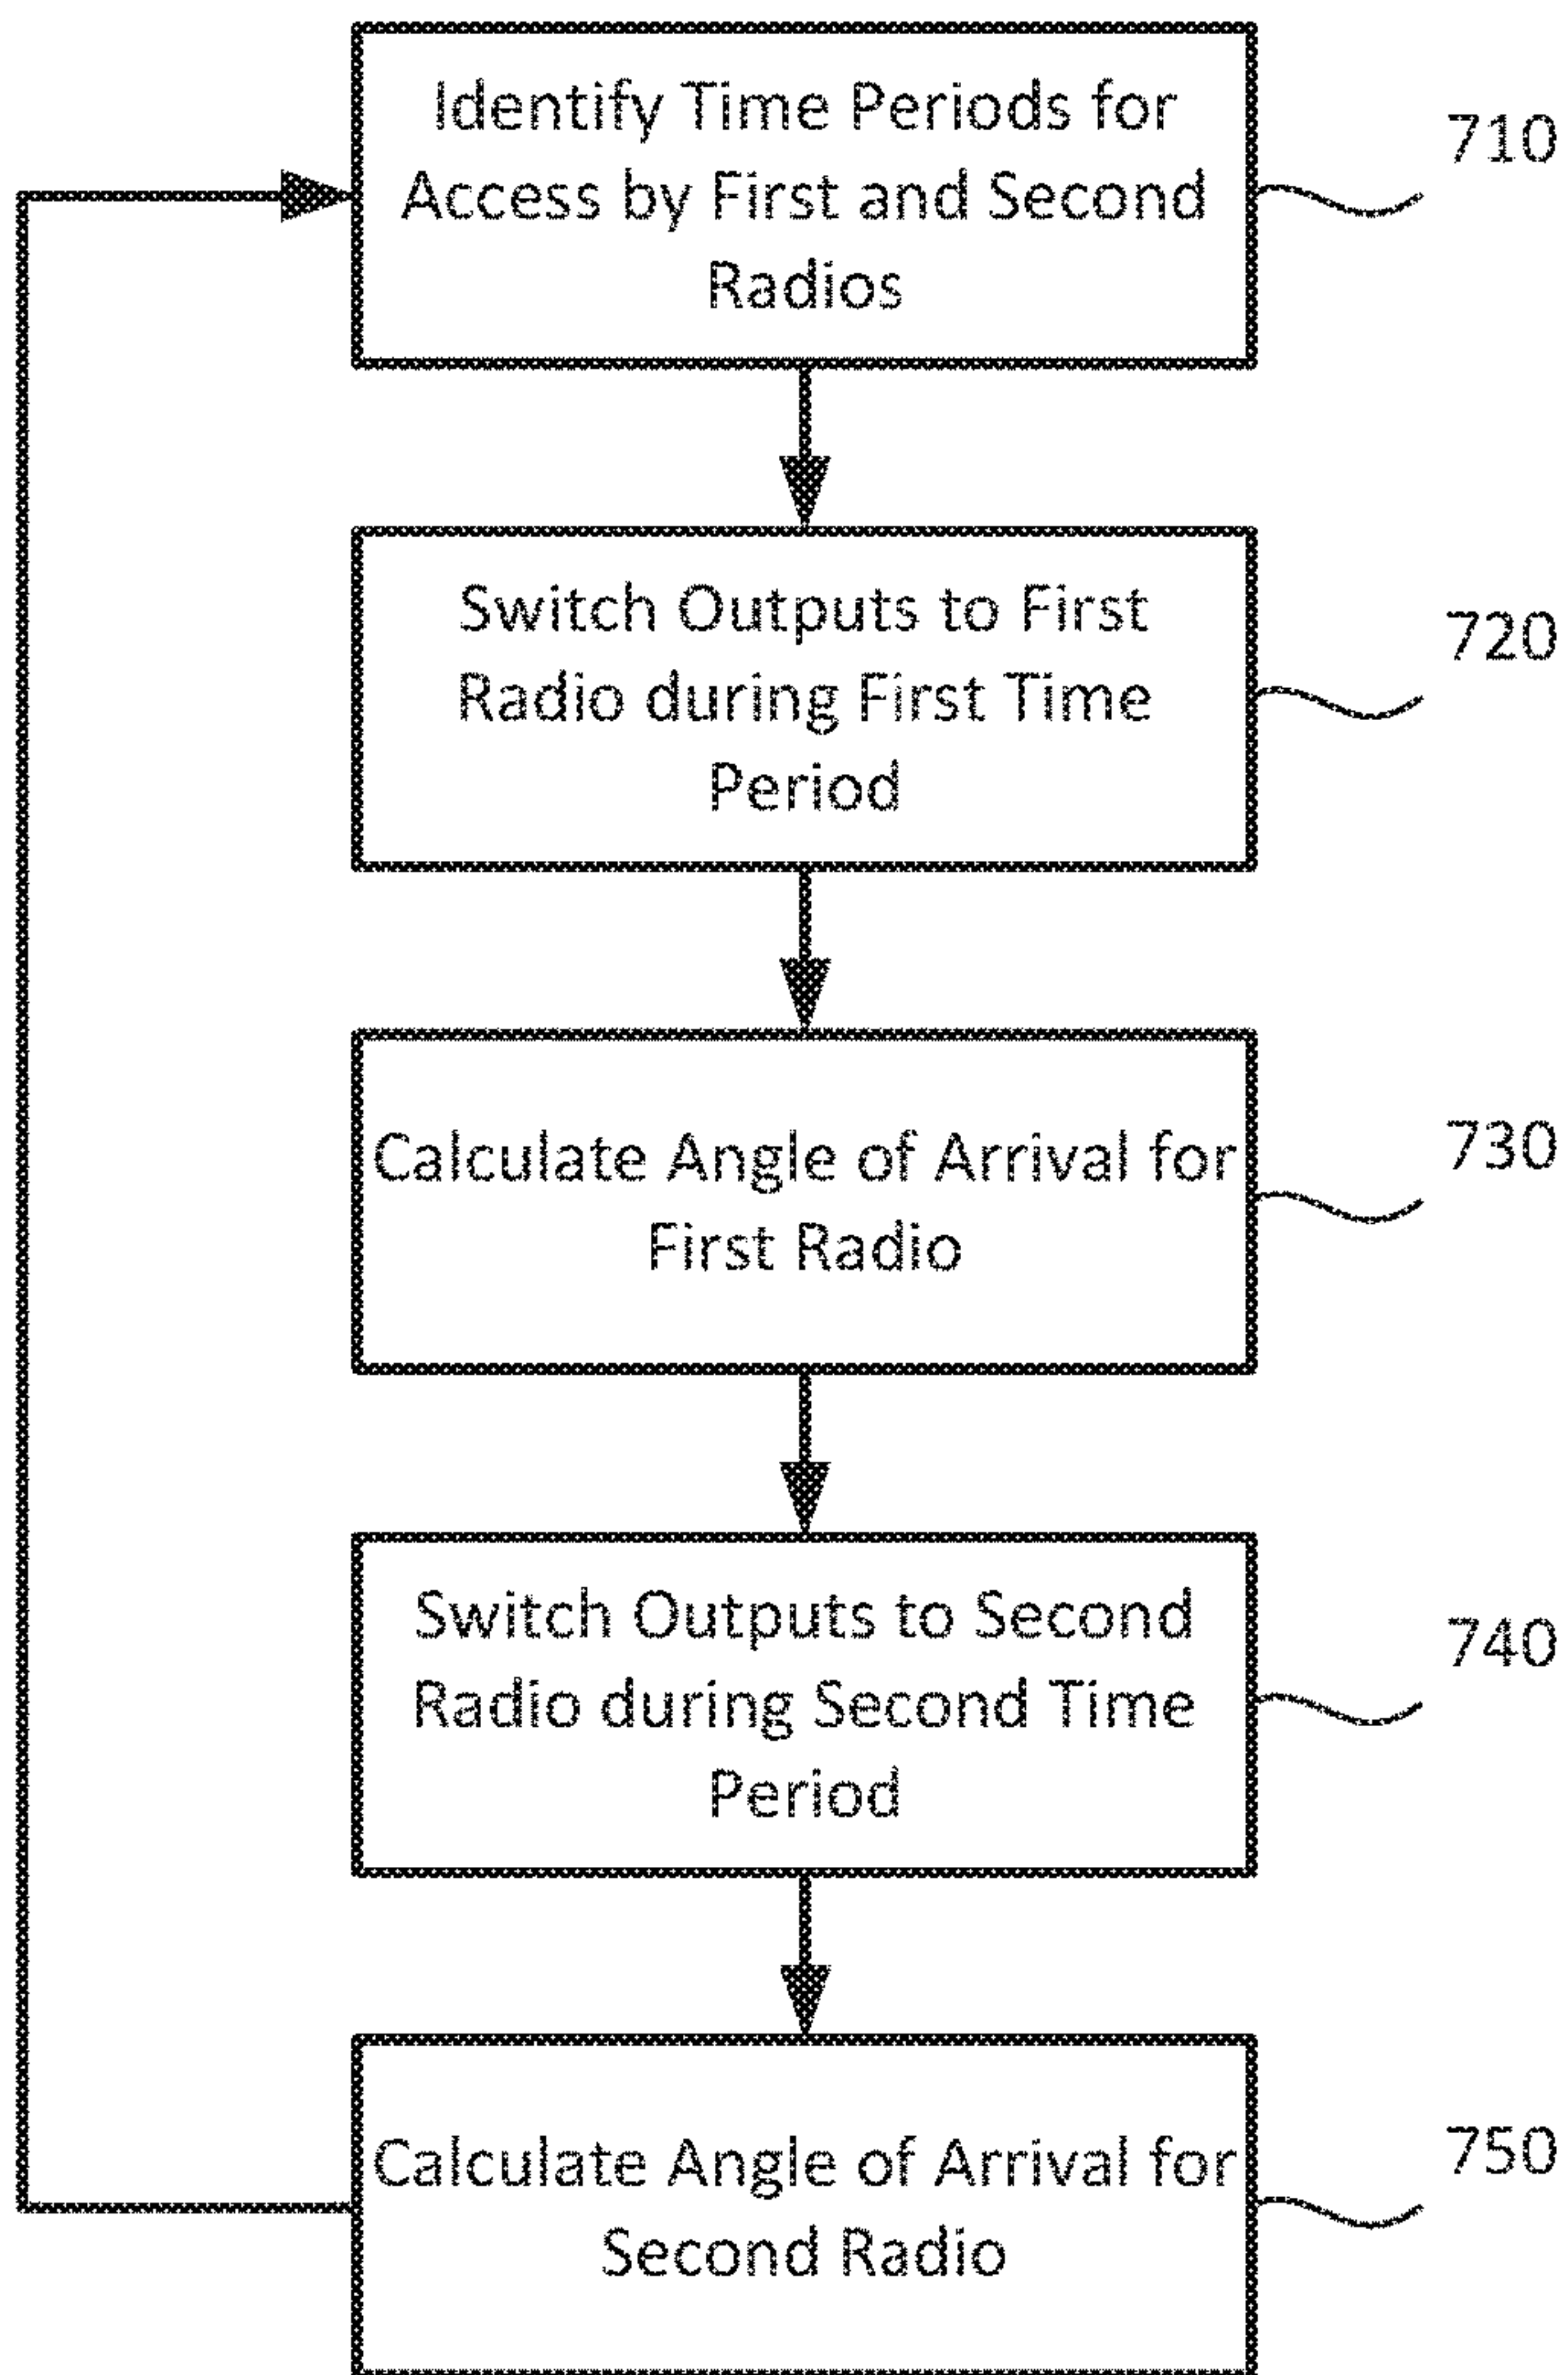 Identify Time Periods for
Access by First and Second
Radios
710
Switch Outputs to First
Radio during First Time
Period
720
Calculate Angle of Arrival for
First Radio
730
Switch Outputs to Second
Radio during Second Time
Period
740
Calculate Angle of Arrival for
Second Radio
750